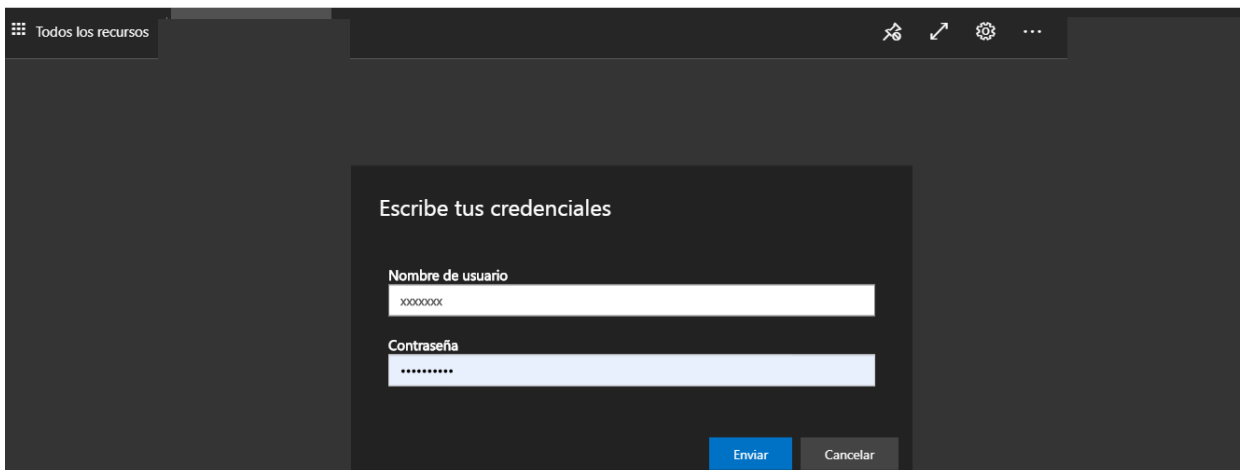 Todos los recursos
Escribe tus credenciales
Nombre de usuario
xxxxxxx
Contraseña
••••••••••
Enviar
Cancelar